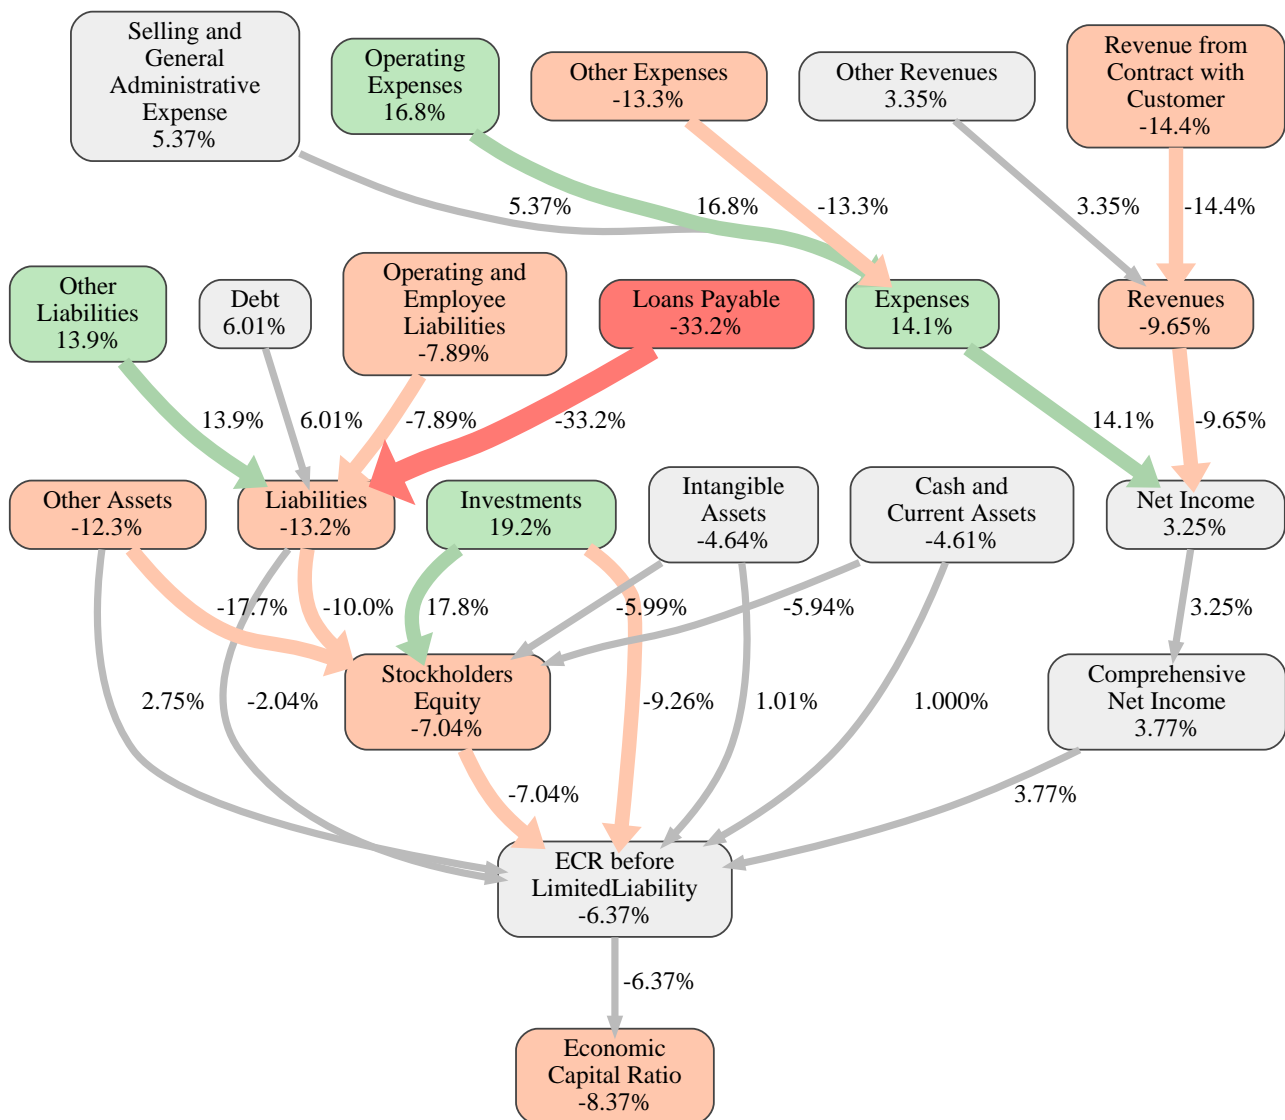 Selling and
General
Administrative
Expense
5.37%
Operating
Expenses
16.8%
Other Expenses
-13.3%
Other Revenues
3.35%
Revenue from
Contract with
Customer
-14.4%
5.37%
16.8%
-13.3%
3.35%
-14.4%
Other
Liabilities
13.9%
Debt
6.01%
Operating and
Employee
Liabilities
-7.89%
Loans Payable
-33.2%
Expenses
14.1%
Revenues
-9.65%
13.9%
6.01%
-7.89%
-33.2%
14.1%
-9.65%
Other Assets
-12.3%
Liabilities
-13.2%
Investments
19.2%
Intangible
Assets
-4.64%
Cash and
Current Assets
-4.61%
Net Income
3.25%
-17.7%
-10.0%
17.8%
-5.99%
-5.94%
3.25%
Stockholders
Equity
-7.04%
Comprehensive
Net Income
3.77%
2.75%
-2.04%
-9.26%
1.01%
1.000%
-7.04%
3.77%
ECR before
LimitedLiability
-6.37%
-6.37%
Economic
Capital Ratio
-8.37%